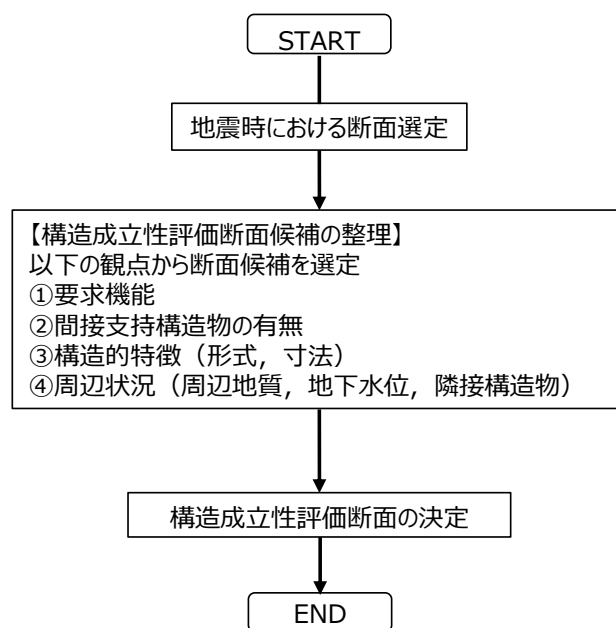 START
地震時における断面選定
【構造成立性評価断面候補の整理】
以下の観点から断面候補を選定
①要求機能
②間接支持構造物の有無
③構造的特徴（形式，寸法）
④周辺状況（周辺地質，地下水位，隣接構造物）
構造成立性評価断面の決定
END